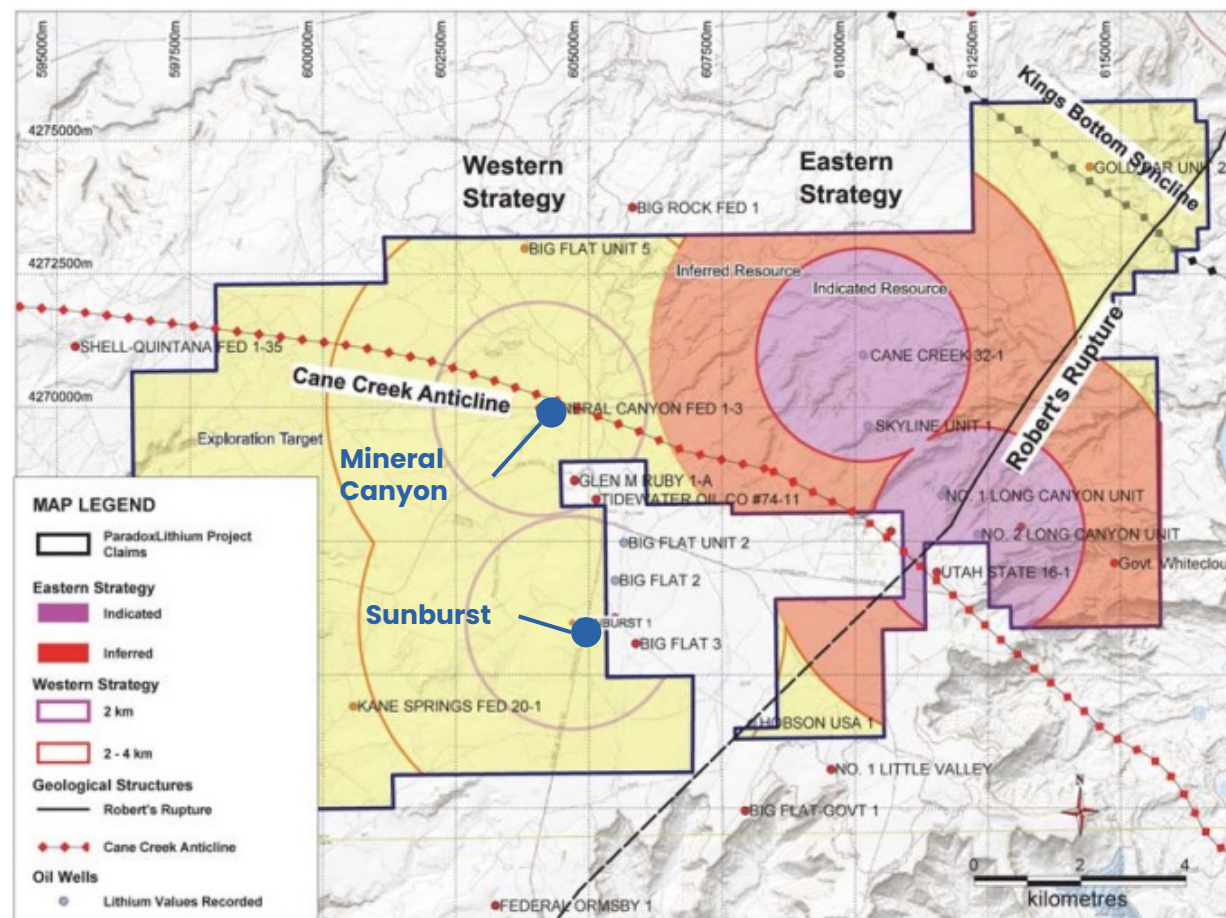 595000m
597500m
600000m
602500m
605000m
607500m
610000m
612500m
615000m
4275000m
4272500m
4270000m
Western
Strategy
Eastern
Strategy
Kings Bottom Syncline
BIG ROCK FED 1
BIG FLAT UNIT 5
Inferred Resource
Indicated Resource
SHELL-QUINTANA FED 1-35
CANE CREEK 32-1
Robert's Rupture
Cane Creek Anticline
NERAL CANYON FED 1-3
SKYLINE UNIT 1
Exploration Target
Mineral
Canyon
GLEN M RUBY 1-A
TIDEWATER OIL CO #74-11
NO. 1 LONG CANYON UNIT
NO. 2 LONG CANYON UNIT
BIG FLAT UNIT 2
BIG FLAT 2
UTAH STATE 16-1
Govt. Whiteclou
Sunburst
NBURST 1
BIG FLAT 3
KANE SPRINGS FED 20-1
HOBSON USA 1
NO. 1 LITTLE VALLEY
BIG FLAT-GOVT 1
FEDERAL ORMSBY 1
MAP LEGEND
ParadoxLithium Project
Claims
Eastern Strategy
Indicated
Inferred
Western Strategy
2 km
2 - 4 km
Geological Structures
Robert's Rupture
Cane Creek Anticline
Oil Wells
Lithium Values Recorded
N
0 2 4
kilometres